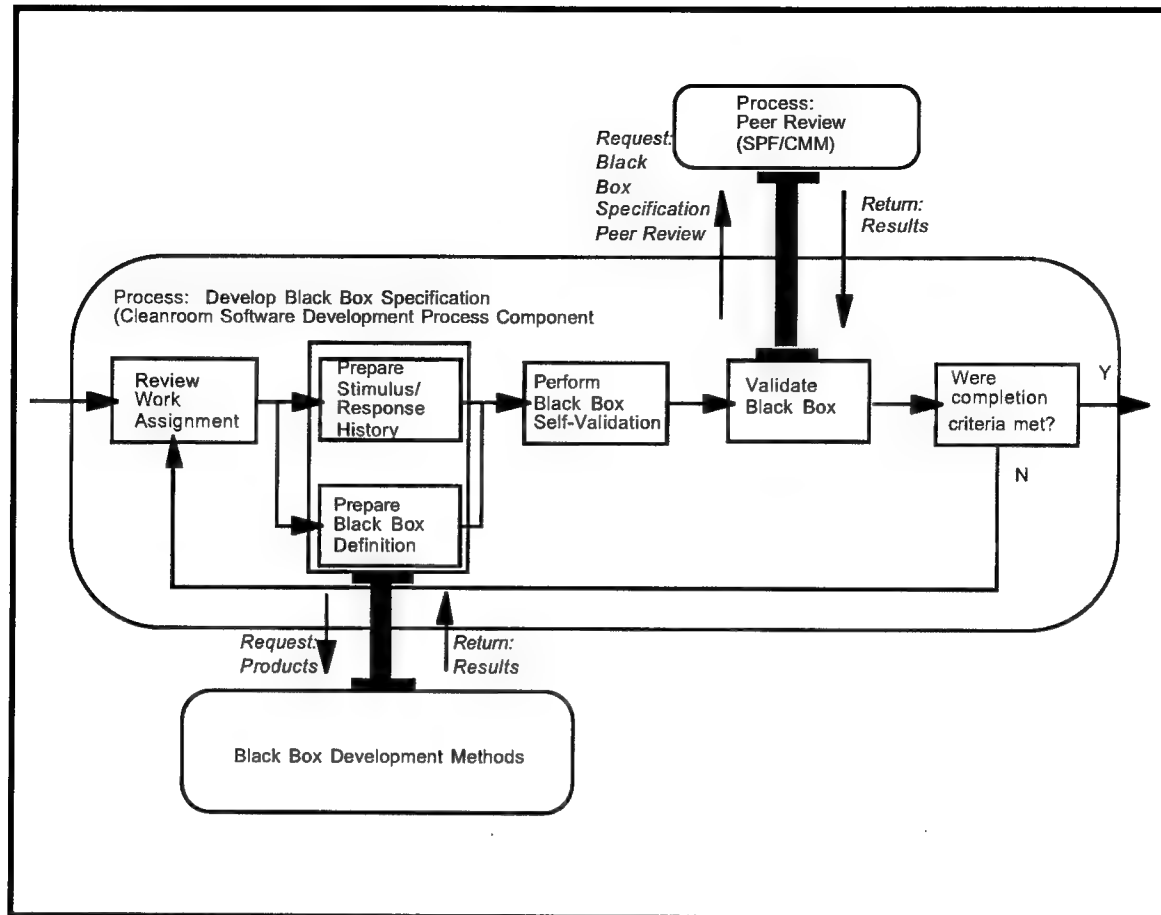 Process:
Peer Review
(SPF/CMM)
Request:
Black
Box
Specification
Peer Review
Return:
Results
Process: Develop Black Box Specification
(Cleanroom Software Development Process Component
Review
Work
Assignment
Prepare
Stimulus/
Response
History
Prepare
Black Box
Definition
Perform
Black Box
Self-Validation
Validate
Black Box
Were
completion
criteria met?
Y
N
Request:
Products
Return:
Results
Black Box Development Methods